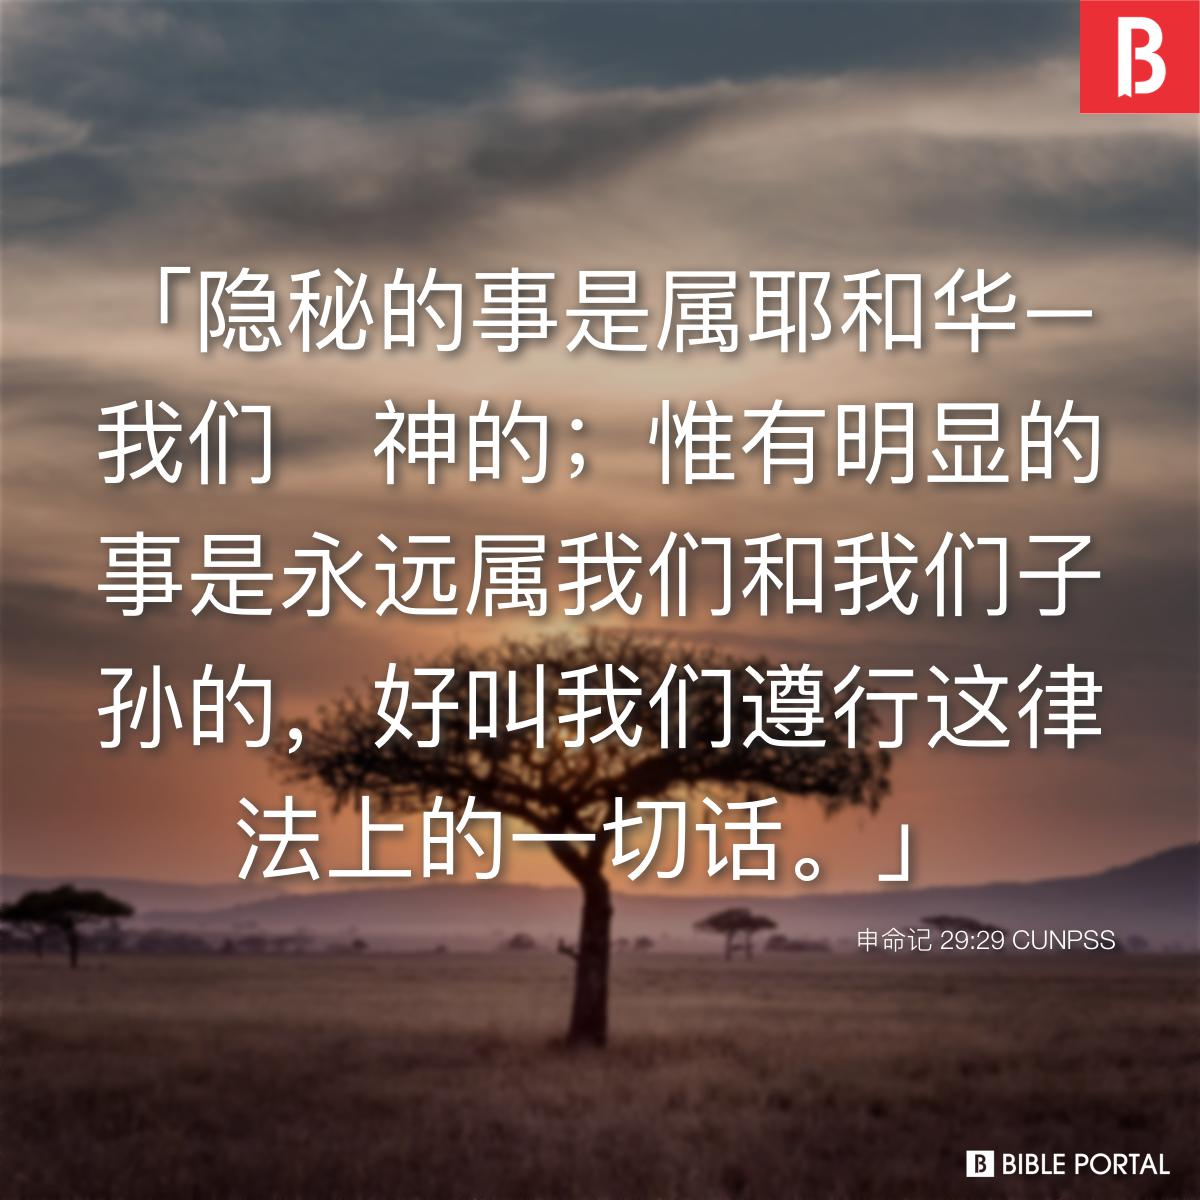 B
「隐秘的事是属耶和华─
我们　神的；惟有明显的
事是永远属我们和我们子
孙的，好叫我们遵行这律
法上的一切话。」
申命记 29:29 CUNPSS
B BIBLE PORTAL